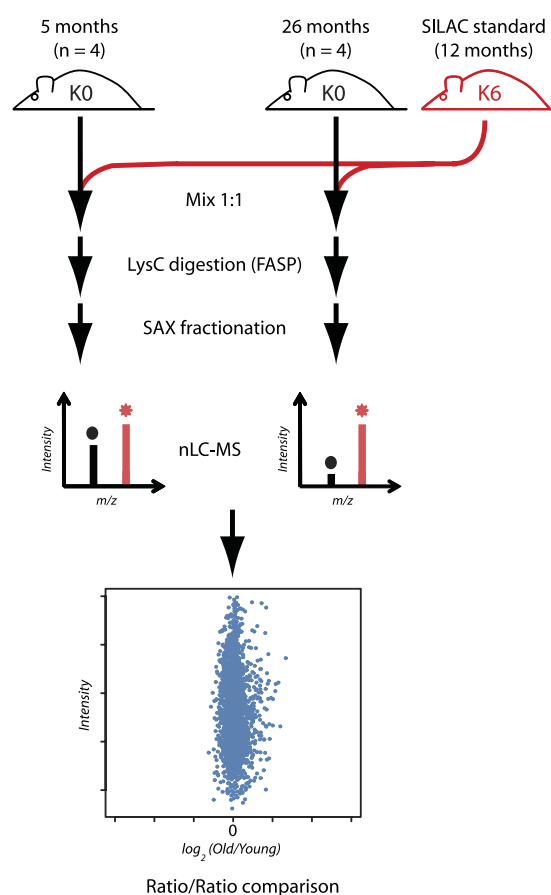 5 months
(n = 4)
26 months
(n = 4)
SILAC standard
(12 months)
K0
K0
K6
Mix 1:1
LysC digestion (FASP)
SAX fractionation
Intensity
m/z
nLC-MS
Intensity
m/z
Intensity
0
log2 (Old/Young)
Ratio/Ratio comparison